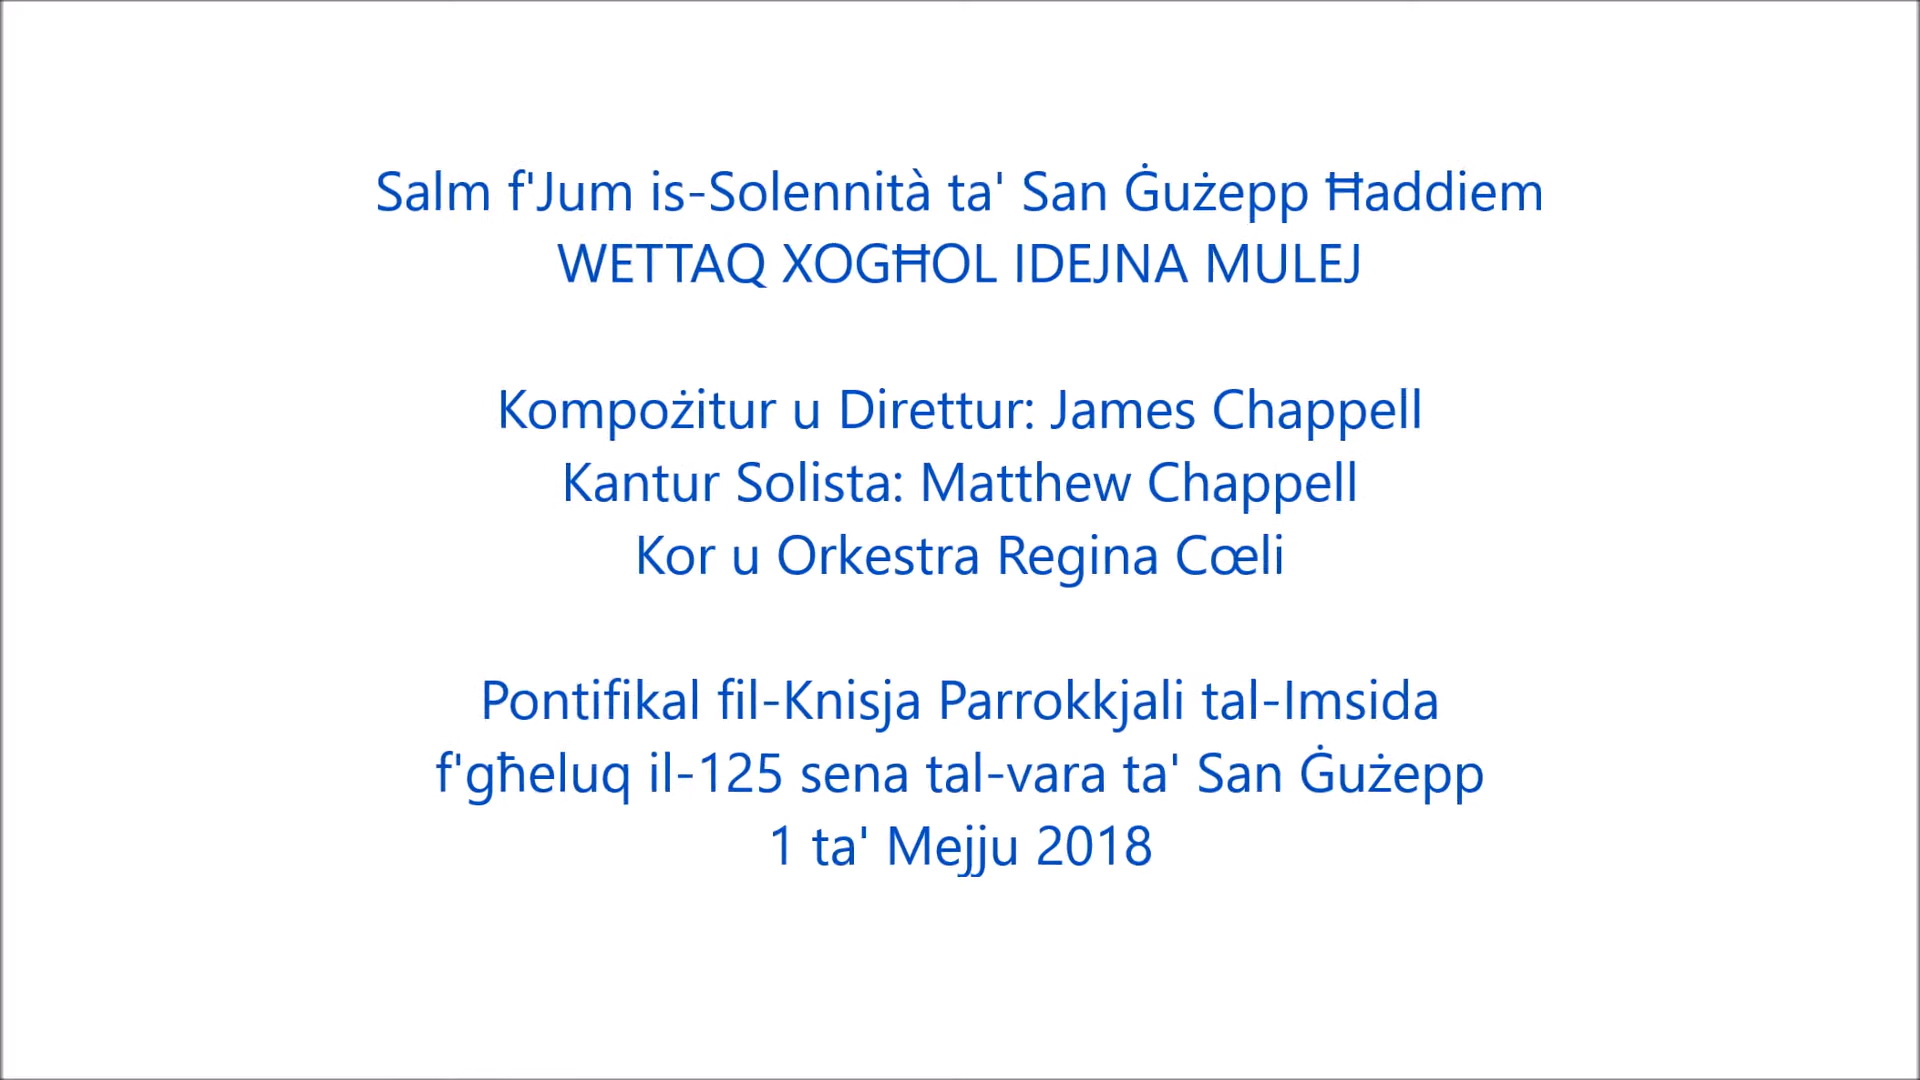 Salm f'Jum is-Solennità ta' San Ġużepp Ħaddiem
WETTAQ XOGĦOL IDEJNA MULEJ
Kompożitur u Direttur: James Chappell
Kantur Solista: Matthew Chappell
Kor u Orkestra Regina Cœli
Pontifikal fil-Knisja Parrokkjali tal-Imsida
f'għeluq il-125 sena tal-vara ta' San Ġużepp
1 ta' Mejju 2018